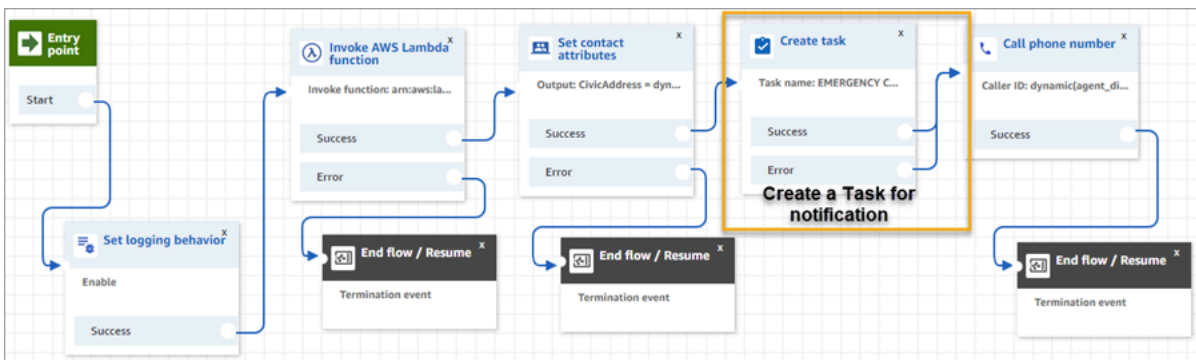 Entry
point
Start
Set logging behavior
x
Enable
Success
Invoke AWS Lambda
function
x
Invoke function: arn:aws:la...
Success
Error
End flow / Resume
x
Termination event
Set contact
attributes
x
Output: CivicAddress = dyn...
Success
Error
End flow / Resume
x
Termination event
Create task
x
Task name: EMERGENCY C...
Success
Error
Create a Task for
notification
Call phone number
x
Caller ID: dynamic(agent_di...
Success
End flow / Resume
x
Termination event